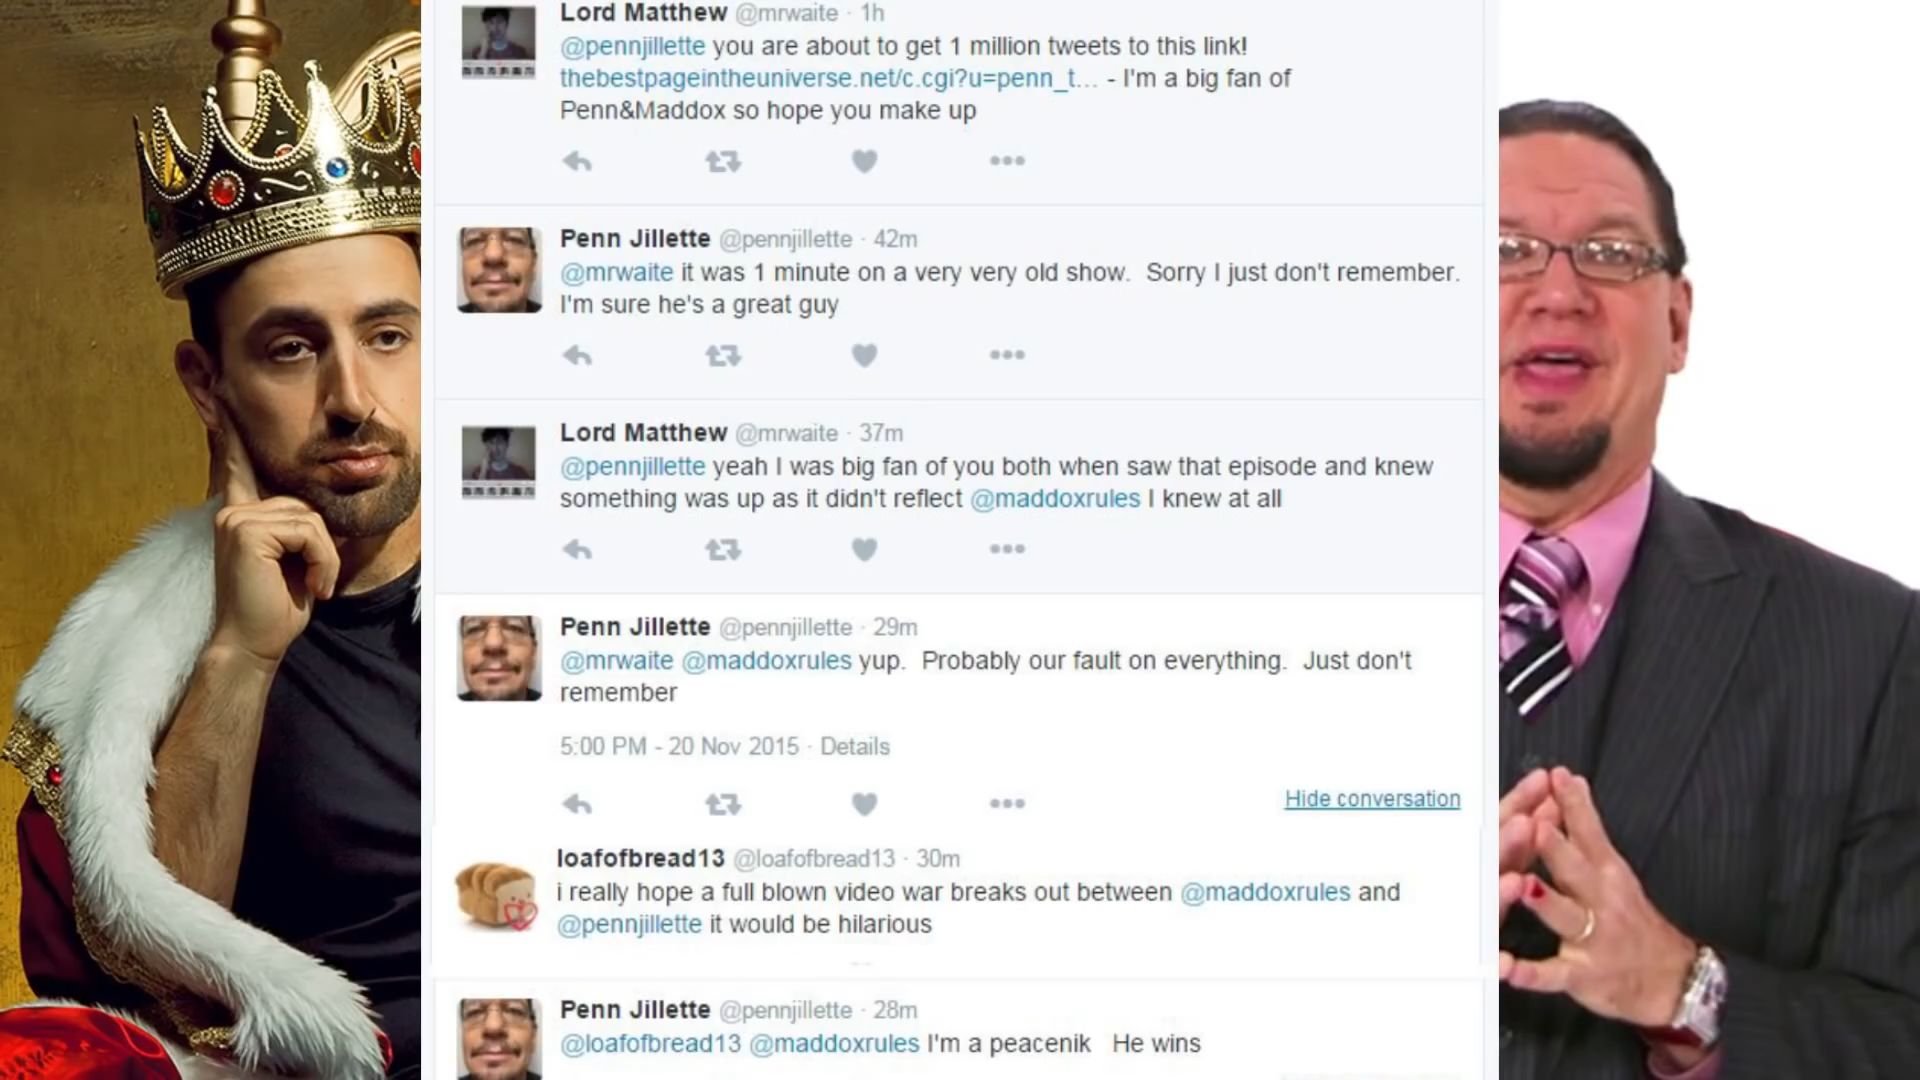 Lord Matthew @mrwaite · 1h
@pennjillette you are about to get 1 million tweets to this link!
thebestpageintheuniverse.net/c.cgi?u=penn_t... - I'm a big fan of
Penn&Maddox so hope you make up
Penn Jillette @pennjillette · 42m
@mrwaite it was 1 minute on a very very old show.  Sorry I just don't remember.
I'm sure he's a great guy
Lord Matthew @mrwaite · 37m
@pennjillette yeah I was big fan of you both when saw that episode and knew
something was up as it didn't reflect @maddoxrules I knew at all
Penn Jillette @pennjillette · 29m
@mrwaite @maddoxrules yup.  Probably our fault on everything.  Just don't
remember
5:00 PM - 20 Nov 2015 · Details
Hide conversation
loafofbread13 @loafofbread13 · 30m
i really hope a full blown video war breaks out between @maddoxrules and
@pennjillette it would be hilarious
Penn Jillette @pennjillette · 28m
@loafofbread13 @maddoxrules I'm a peacenik   He wins